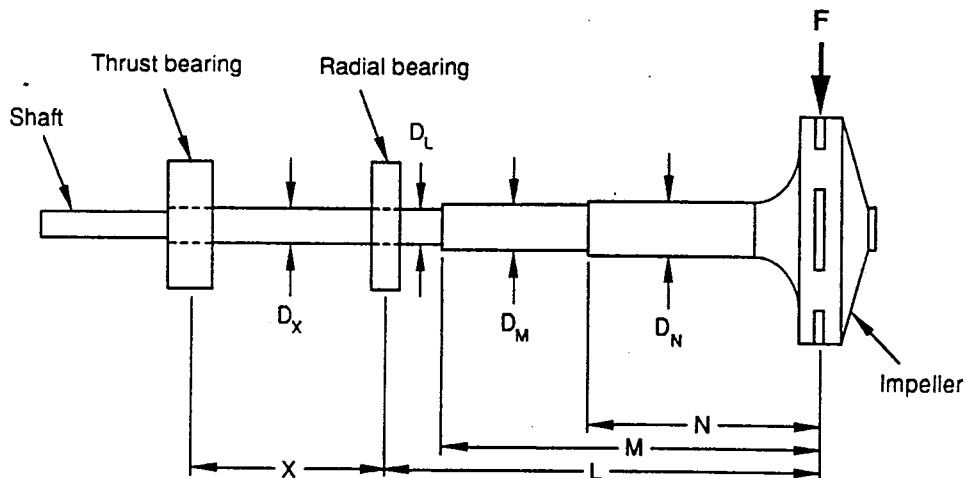 F
Thrust bearing
Radial bearing
Shaft
D_L
D_X
D_M
D_N
Impeller
N
M
X
L